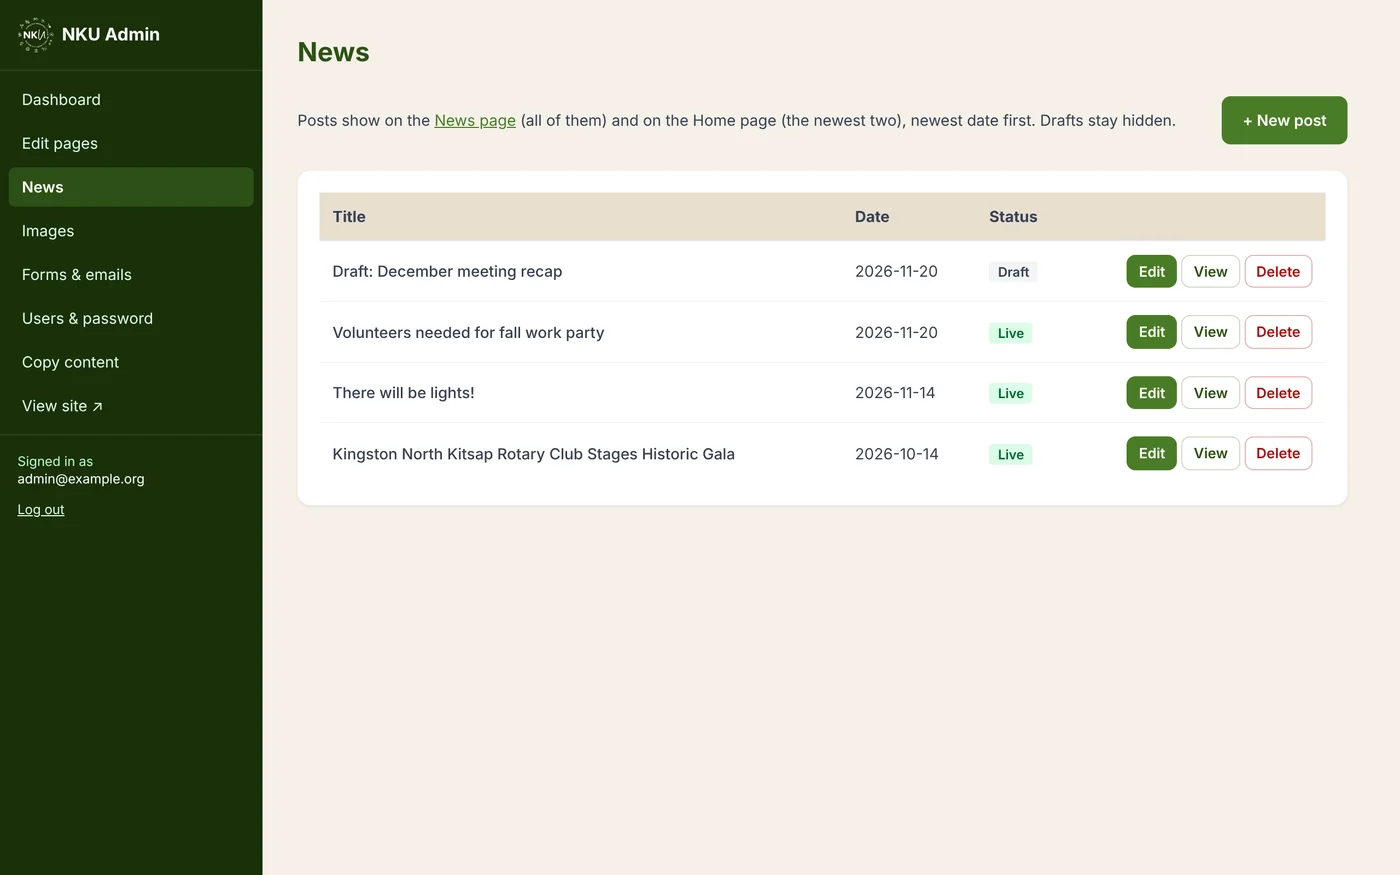 NKU Admin
Dashboard
Edit pages
News
Images
Forms & emails
Users & password
Copy content
View site ↗
Signed in as
admin@example.org
Log out
News
Posts show on the News page (all of them) and on the Home page (the newest two), newest date first. Drafts stay hidden.
+ New post
Title Date Status
Draft: December meeting recap 2026-11-20 Draft Edit View Delete
Volunteers needed for fall work party 2026-11-20 Live Edit View Delete
There will be lights! 2026-11-14 Live Edit View Delete
Kingston North Kitsap Rotary Club Stages Historic Gala 2026-10-14 Live Edit View Delete